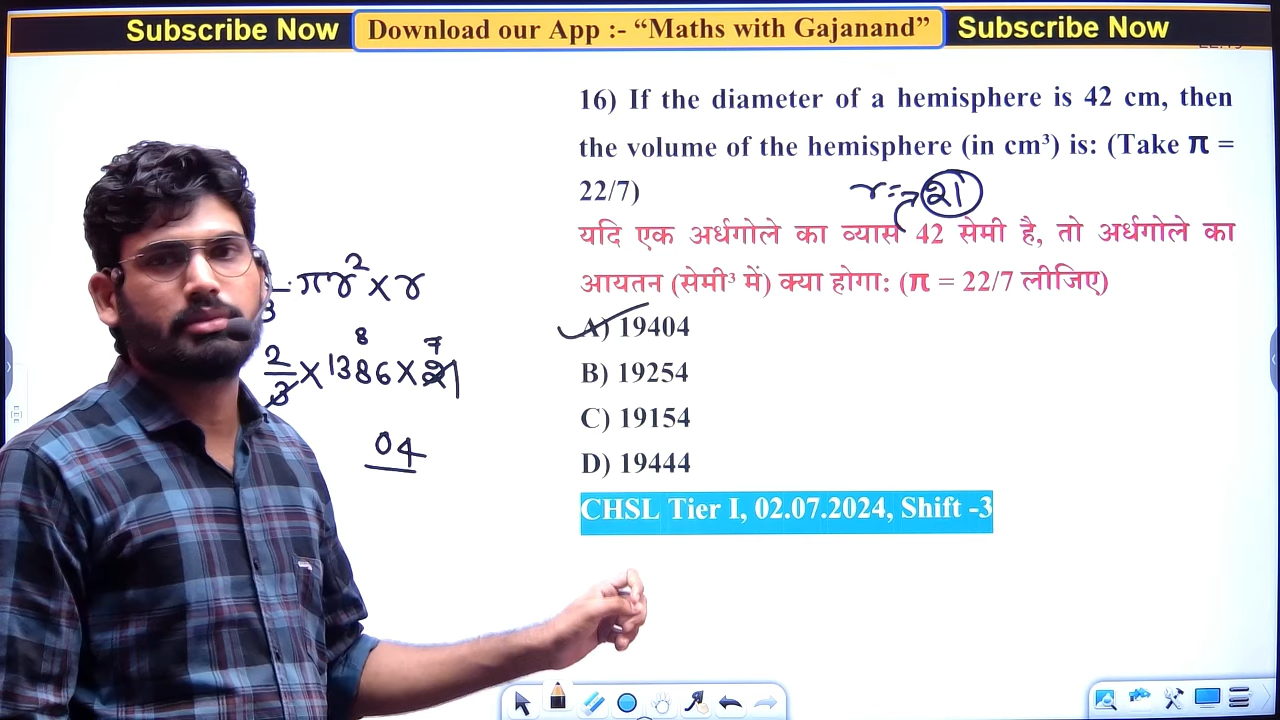 Subscribe Now Download our App :- “Maths with Gajanand” Subscribe Now
16) If the diameter of a hemisphere is 42 cm, then
the volume of the hemisphere (in cm³) is: (Take π =
22/7)
r = 21
यदि एक अर्धगोले का व्यास 42 सेमी है, तो अर्धगोले का
आयतन (सेमी³ में) क्या होगा: (π = 22/7 लीजिए)
3 πr² × r
A) 19404
8 7
2/3 × 1386 × 21
B) 19254
C) 19154
04
D) 19444
CHSL Tier I, 02.07.2024, Shift -3